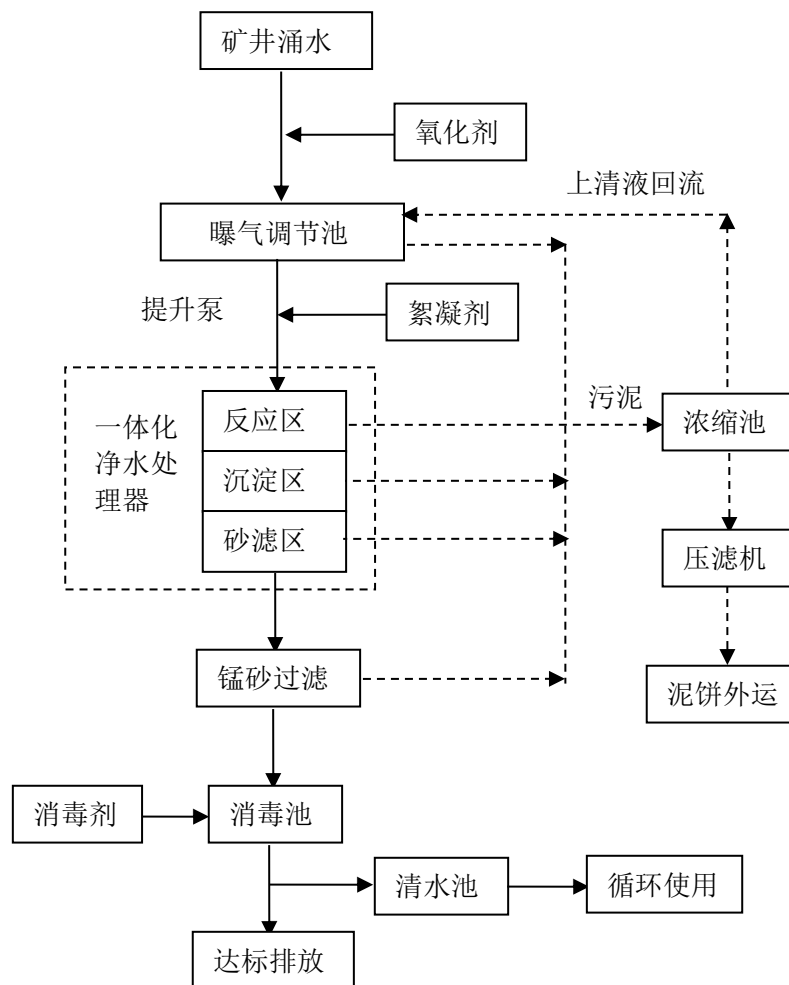 矿井涌水
氧化剂
上清液回流
曝气调节池
提升泵
絮凝剂
污泥
一体化
净水处
理器
反应区
浓缩池
沉淀区
砂滤区
压滤机
锰砂过滤
泥饼外运
消毒剂
消毒池
清水池
循环使用
达标排放